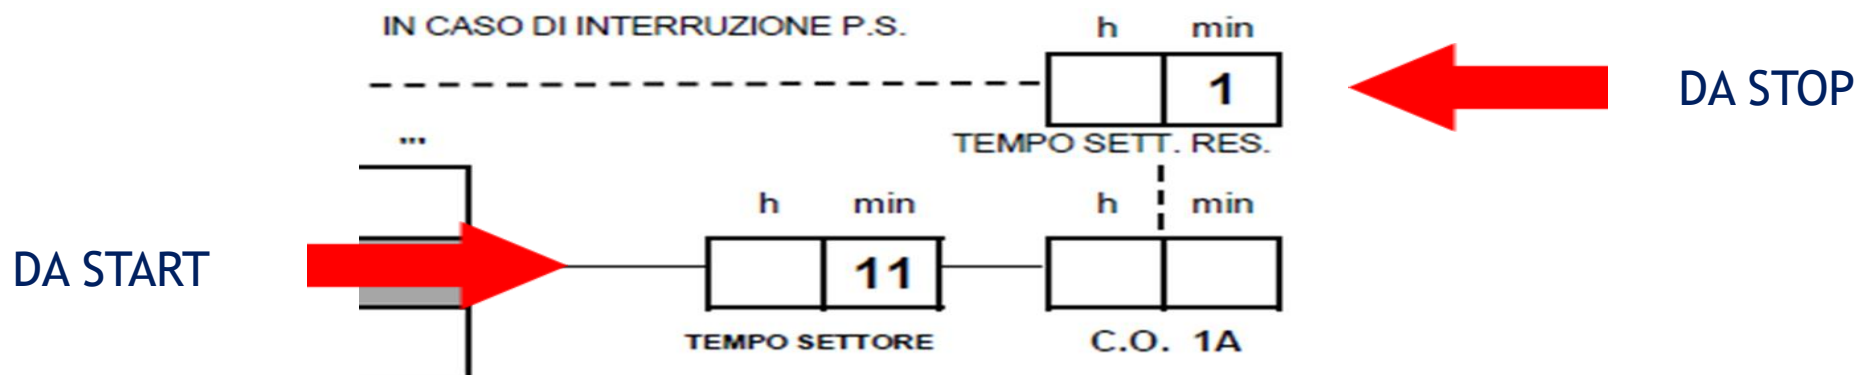 IN CASO DI INTERRUZIONE P.S. h min
1 DA STOP
... TEMPO SETT. RES.
h min h min
DA START 11
TEMPO SETTORE C.O. 1A